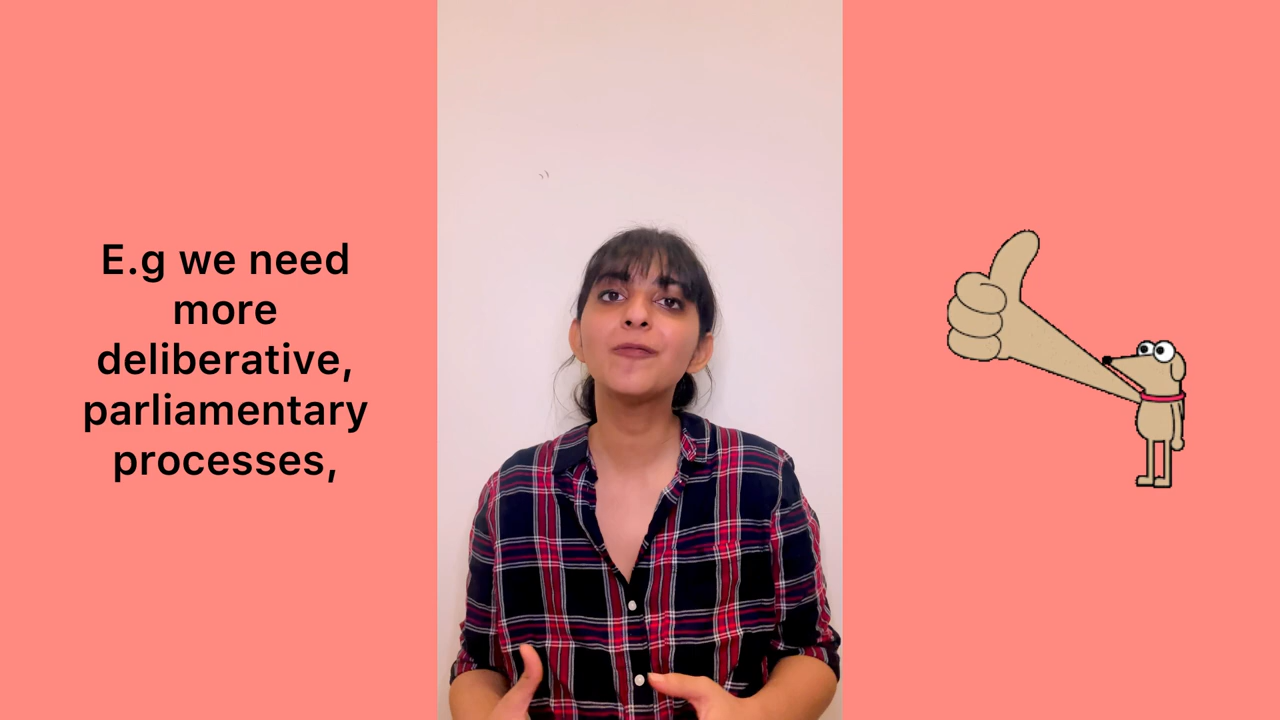 E.g we need
more
deliberative,
parliamentary
processes,